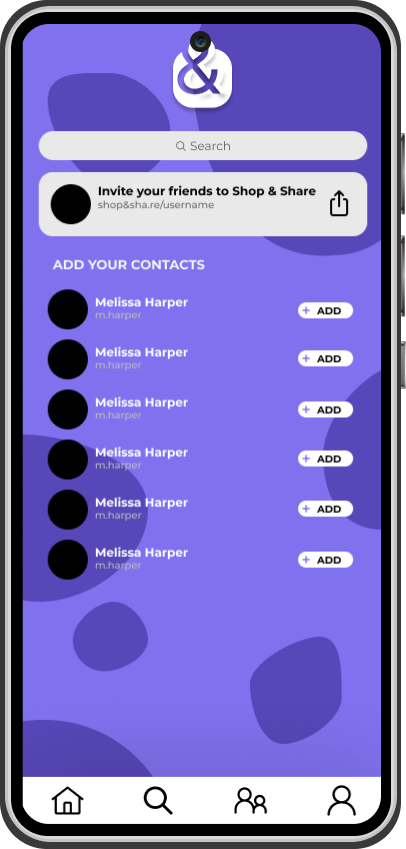 &
Search
Invite your friends to Shop & Share
shop&sha.re/username
ADD YOUR CONTACTS
Melissa Harper
m.harper
+ ADD
Melissa Harper
m.harper
+ ADD
Melissa Harper
m.harper
+ ADD
Melissa Harper
m.harper
+ ADD
Melissa Harper
m.harper
+ ADD
Melissa Harper
m.harper
+ ADD